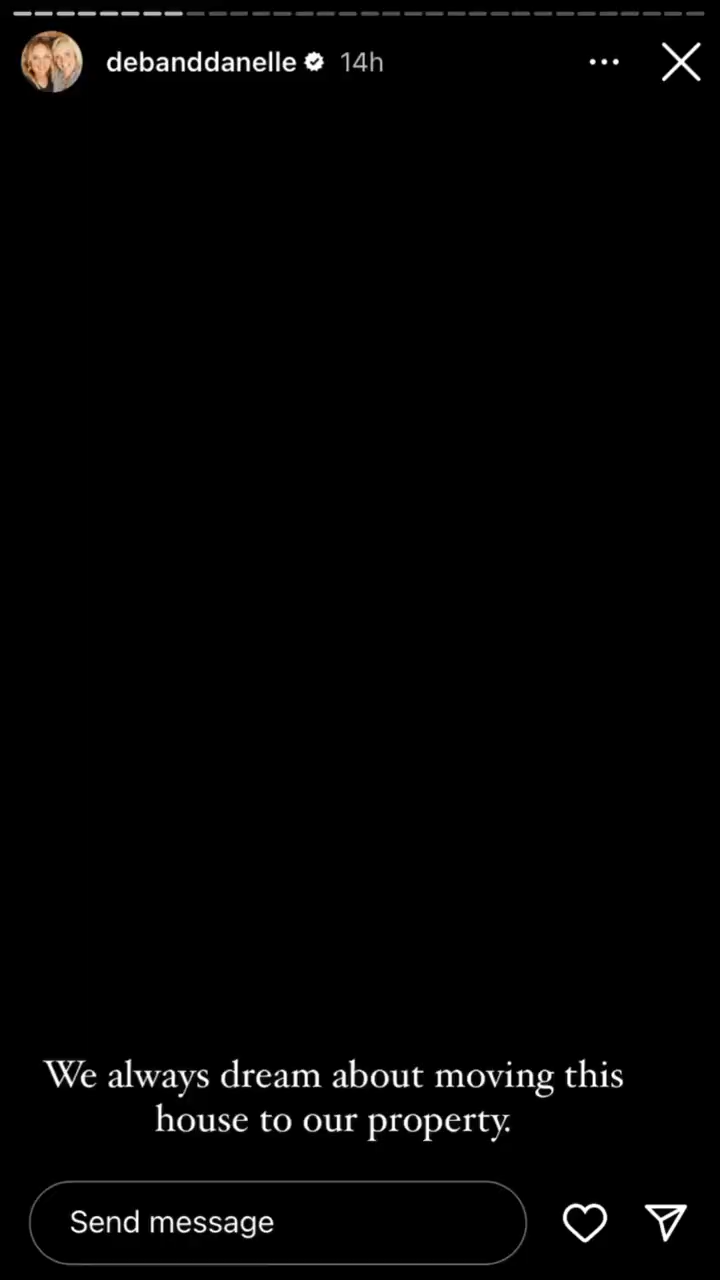 debanddanelle 14h
We always dream about moving this
house to our property.
Send message